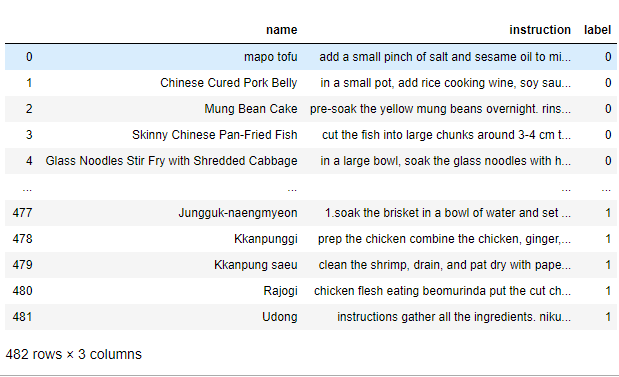 name instruction label
0 mapo tofu add a small pinch of salt and sesame oil to mi... 0
1 Chinese Cured Pork Belly in a small pot, add rice cooking wine, soy sau... 0
2 Mung Bean Cake pre-soak the yellow mung beans overnight. rins... 0
3 Skinny Chinese Pan-Fried Fish cut the fish into large chunks around 3-4 cm t... 0
4 Glass Noodles Stir Fry with Shredded Cabbage in a large bowl, soak the glass noodles with h... 0
... ... ... ...
477 Jungguk-naengmyeon 1.soak the brisket in a bowl of water and set ... 1
478 Kkanpunggi prep the chicken combine the chicken, ginger,... 1
479 Kkanpung saeu clean the shrimp, drain, and pat dry with pape... 1
480 Rajogi chicken flesh eating beomurinda put the cut ch... 1
481 Udong instructions gather all the ingredients. niku... 1
482 rows × 3 columns